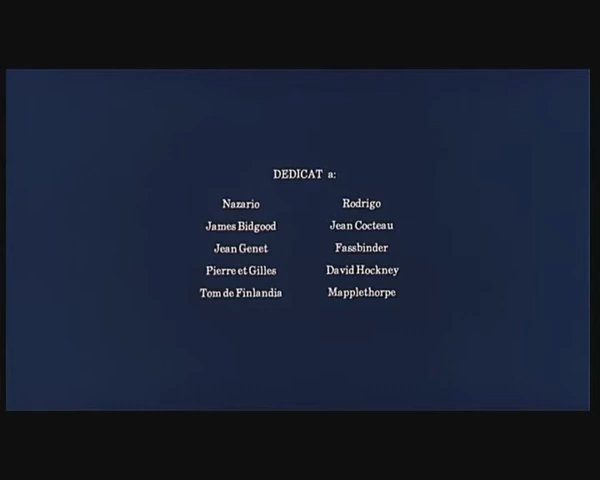 DEDICAT a:
Nazario
James Bidgood
Jean Genet
Pierre et Gilles
Tom de Finlandia
Rodrigo
Jean Cocteau
Fassbinder
David Hockney
Mapplethorpe